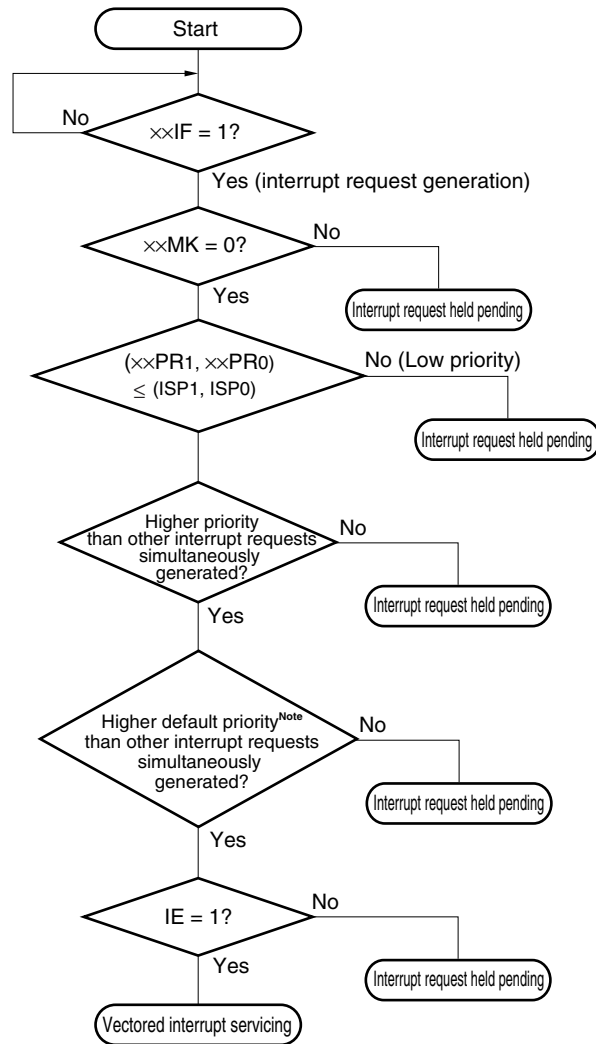 Start
No
××IF = 1?
Yes (interrupt request generation)
No
××MK = 0?
Yes
Interrupt request held pending
(××PR1, ××PR0)
≤ (ISP1, ISP0)
No (Low priority)
Interrupt request held pending
Higher priority
than other interrupt requests
simultaneously
generated?
No
Interrupt request held pending
Yes
Higher default priorityNote
than other interrupt requests
simultaneously
generated?
No
Interrupt request held pending
Yes
IE = 1?
No
Interrupt request held pending
Yes
Vectored interrupt servicing